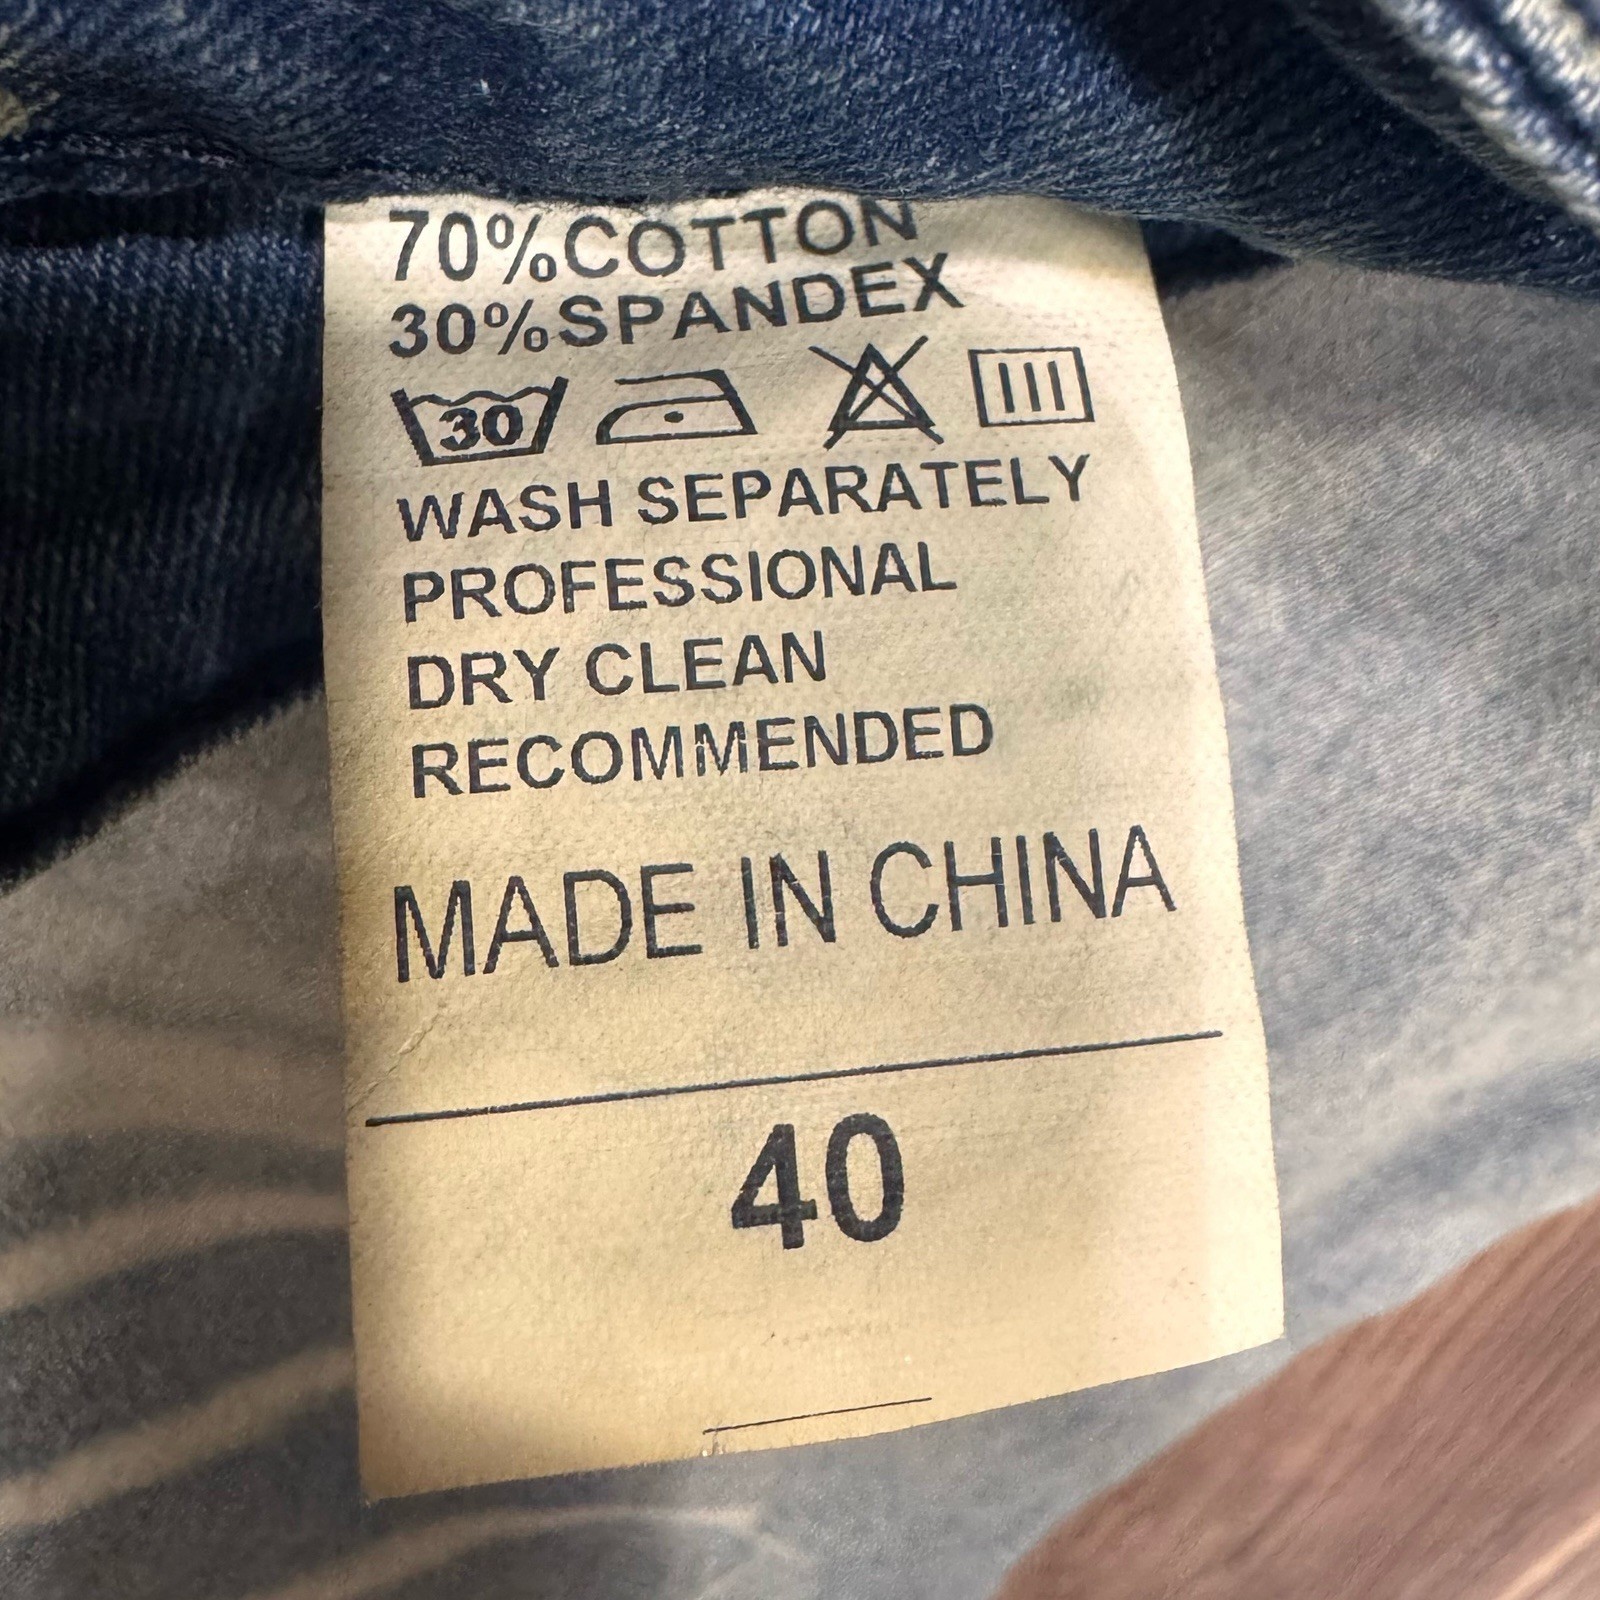 70%COTTON
30%SPANDEX
30
WASH SEPARATELY
PROFESSIONAL
DRY CLEAN
RECOMMENDED
MADE IN CHINA
40